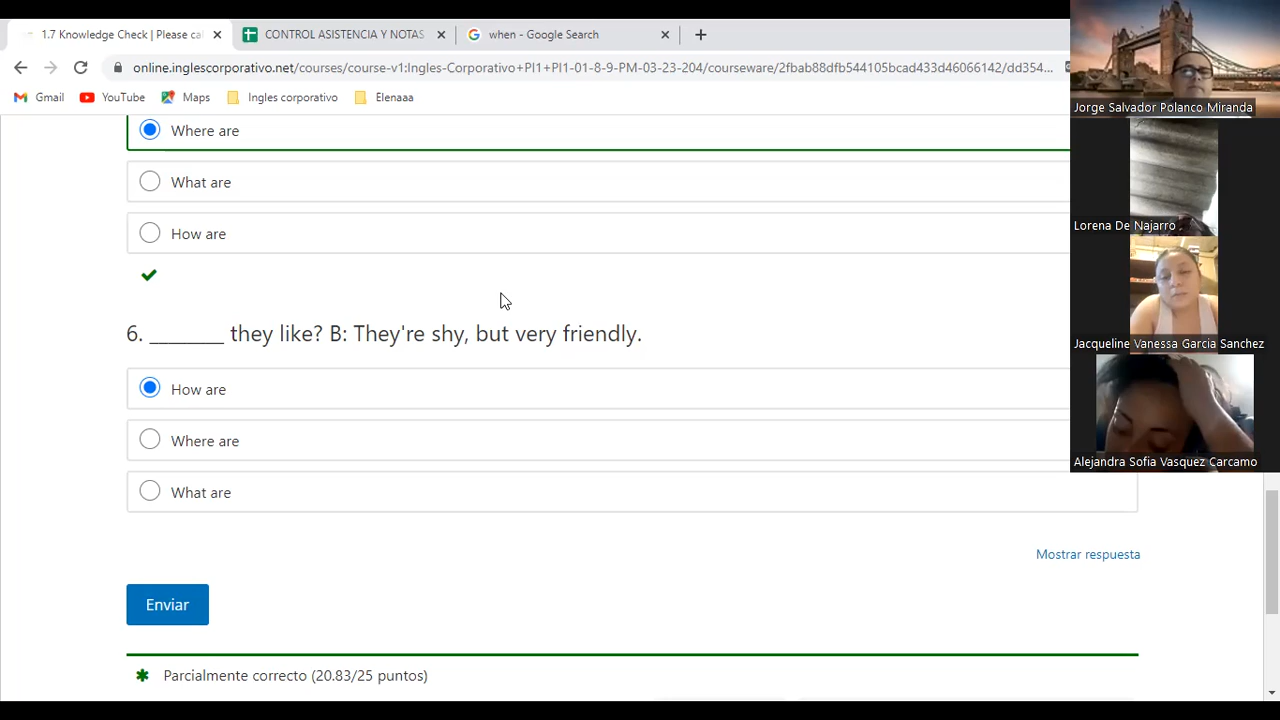 1.7 Knowledge Check | Please cal
CONTROL ASISTENCIA Y NOTAS
when - Google Search
online.inglescorporativo.net/courses/course-v1:Ingles-Corporativo+PI1+PI1-01-8-9-PM-03-23-204/courseware/2fbab88dfb544105bcad433d46066142/dd354...
Gmail
YouTube
Maps
Ingles corporativo
Elenaaa
Jorge Salvador Polanco Miranda
Where are
What are
Lorena De Najarro
How are
6. ________ they like? B: They're shy, but very friendly.
Jacqueline Vanessa Garcia Sanchez
How are
Where are
Alejandra Sofia Vasquez Carcamo
What are
Mostrar respuesta
Enviar
Parcialmente correcto (20.83/25 puntos)